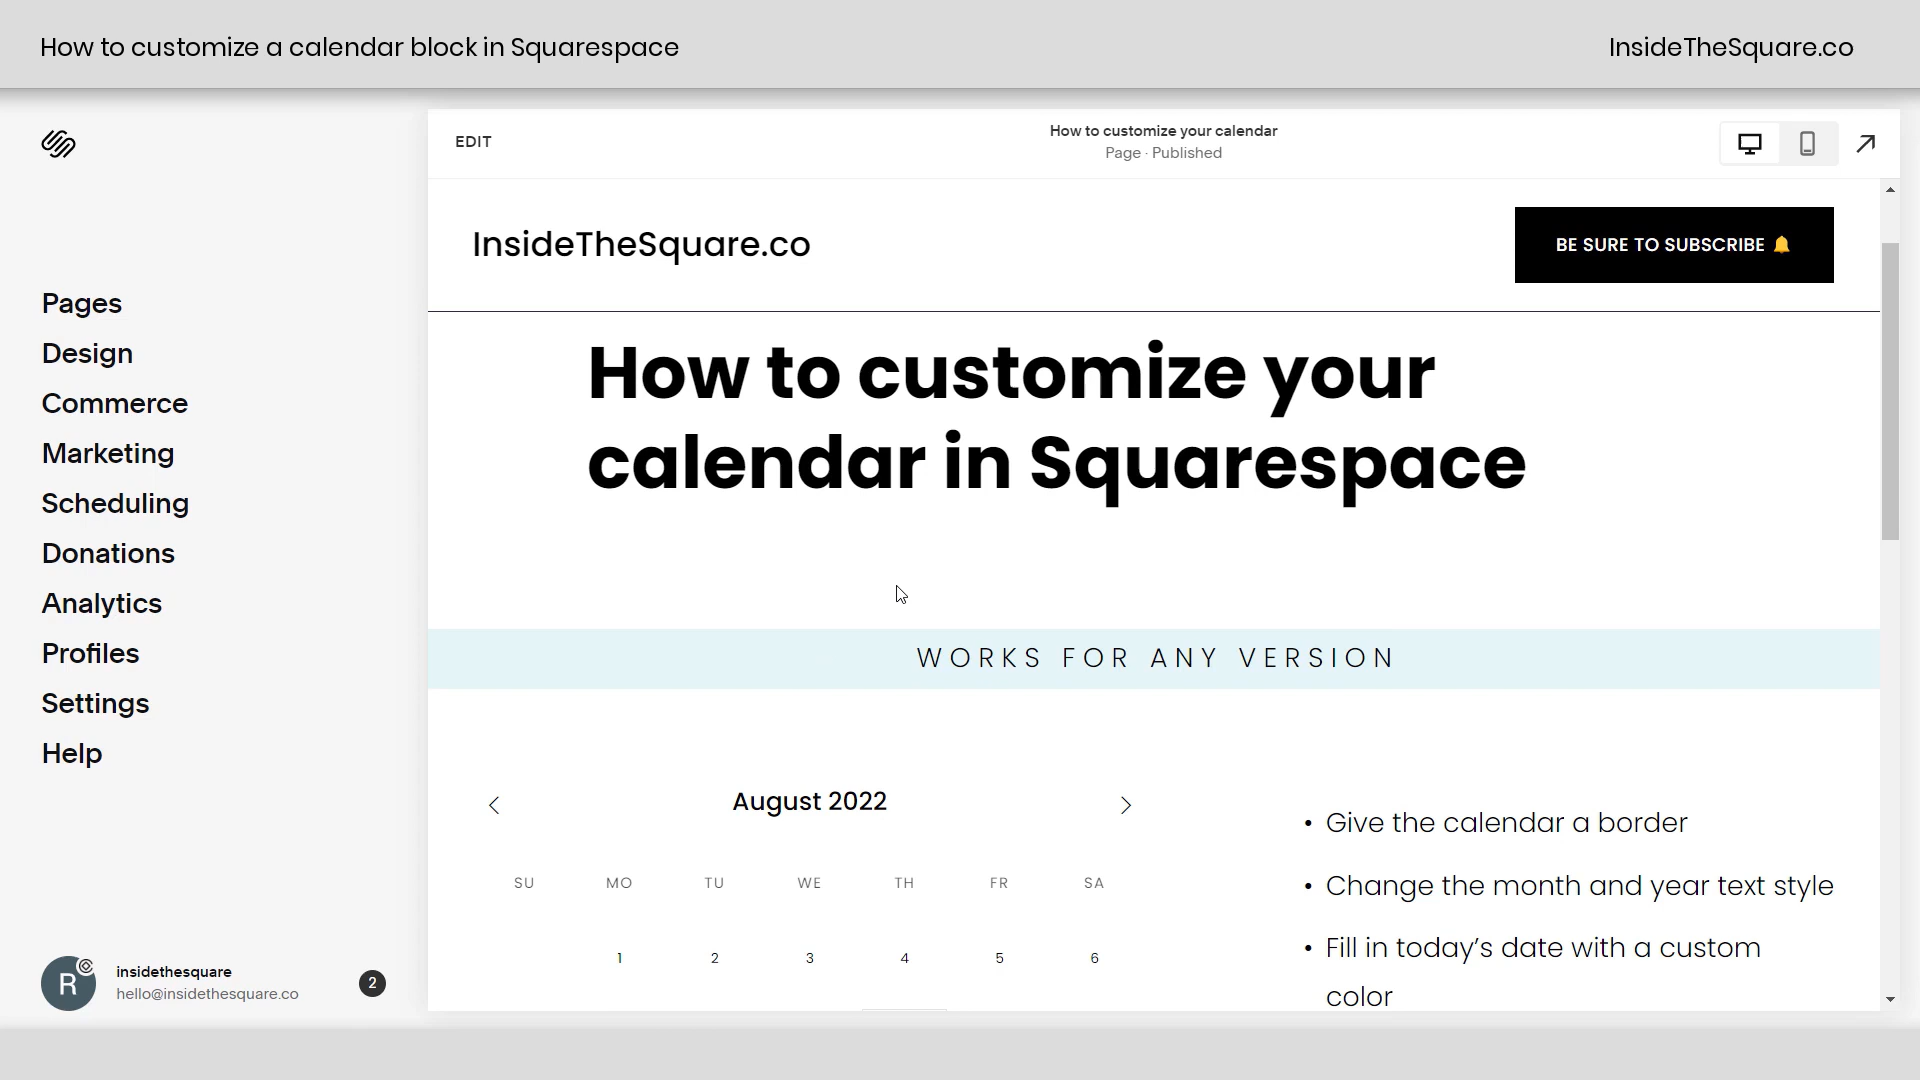 How to customize a calendar block in Squarespace
InsideTheSquare.co
EDIT
How to customize your calendar
Page · Published
InsideTheSquare.co
BE SURE TO SUBSCRIBE 🔔
Pages
Design
Commerce
Marketing
Scheduling
Donations
Analytics
Profiles
Settings
Help
How to customize your
calendar in Squarespace
WORKS FOR ANY VERSION
August 2022
SU MO TU WE TH FR SA
1 2 3 4 5 6
• Give the calendar a border
• Change the month and year text style
• Fill in today’s date with a custom
color
R
insidethesquare
hello@insidethesquare.co
2